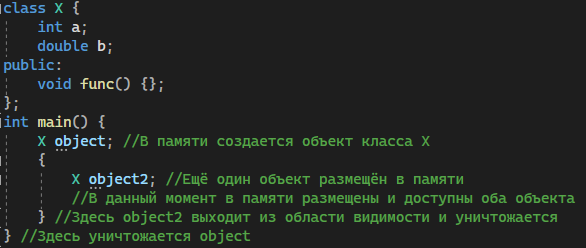 class X {
int a;
double b;
public:
void func() {};
};
int main() {
X object; //В памяти создается объект класса X
{
X object2; //Ещё один объект размещён в памяти
//В данный момент в памяти размещены и доступны оба объекта
} //Здесь object2 выходит из области видимости и уничтожается
} //Здесь уничтожается object